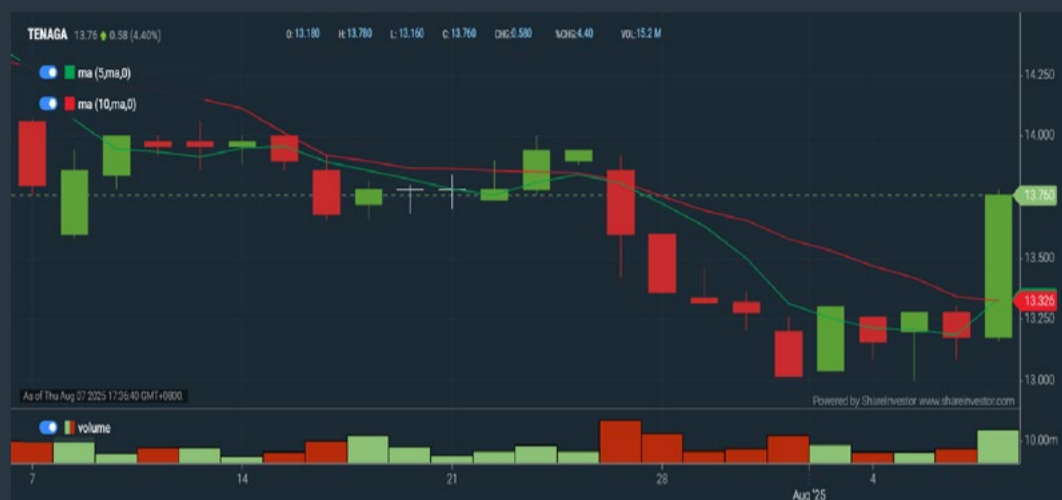 TENAGA 13.76 0.58 (4.40%) O: 13.180 H: 13.780 L: 13.160 C: 13.760 CHG:0.580 %CHG:4.40 VOL:15.2 M
ma (5,ma,0)
ma (10,ma,0)
14.250
14.000
13.760
13.500
13.326
13.250
13.000
As of Thu Aug 07 2025 17:36:40 GMT+0800.
Powered by ShareInvestor www.shareinvestor.com
volume
10.00m
7 14 21 28 4
Aug '25